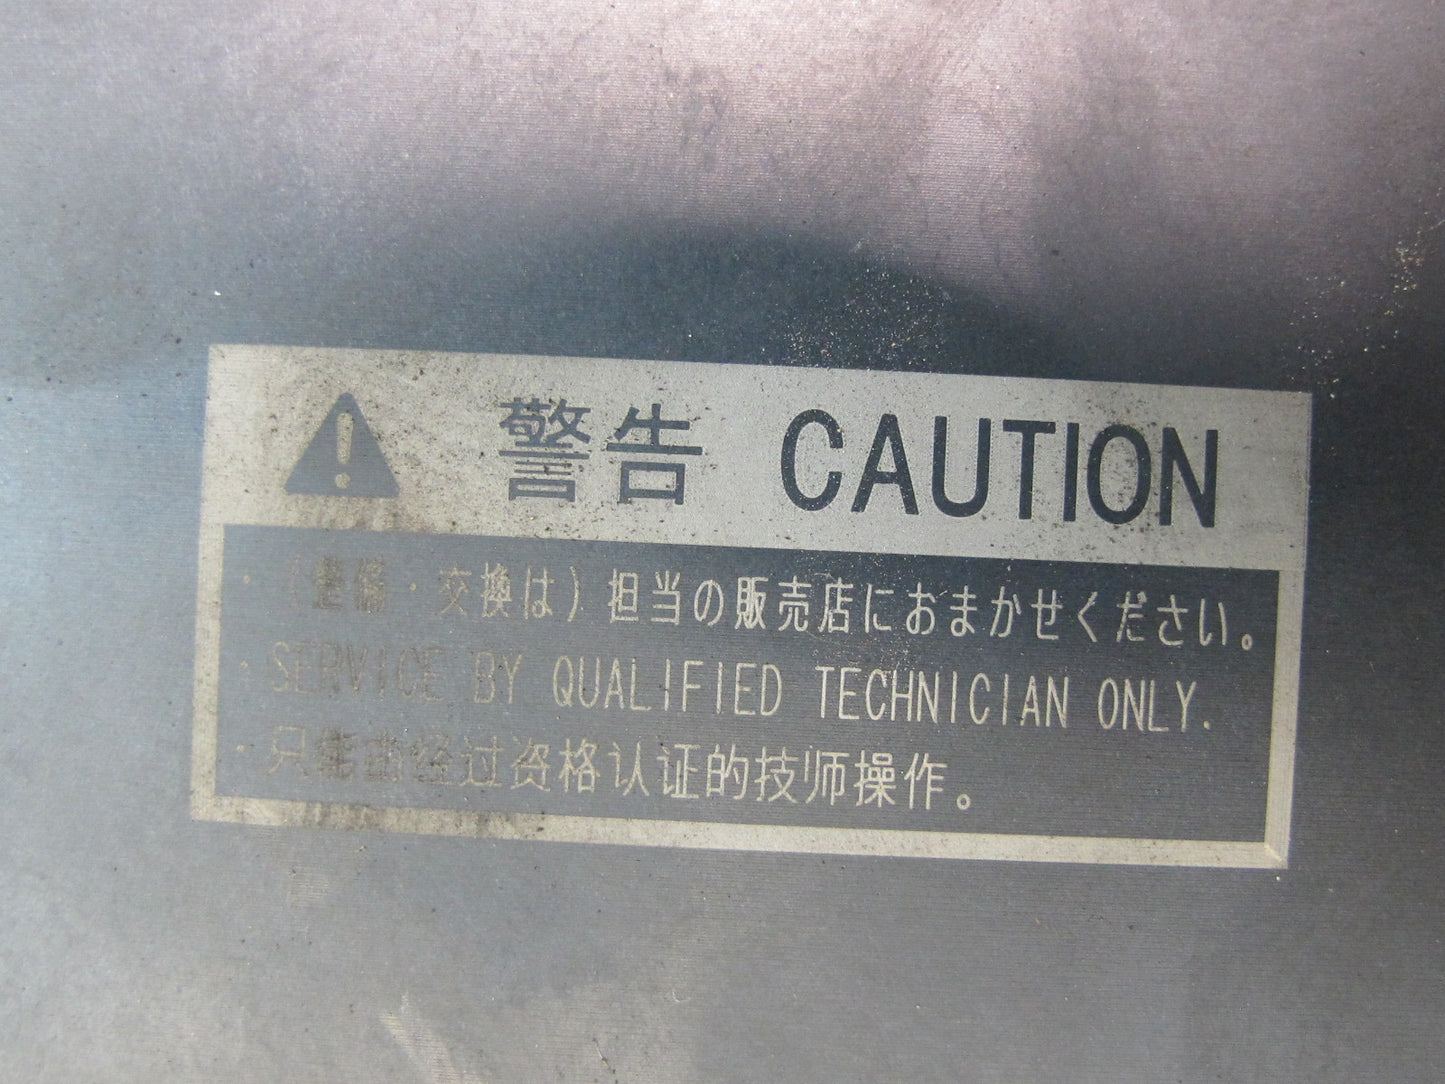 警告 CAUTION
・(整備・交換は)担当の販売店におまかせください。
・SERVICE BY QUALIFIED TECHNICIAN ONLY.
・只能由经过资格认证的技师操作。